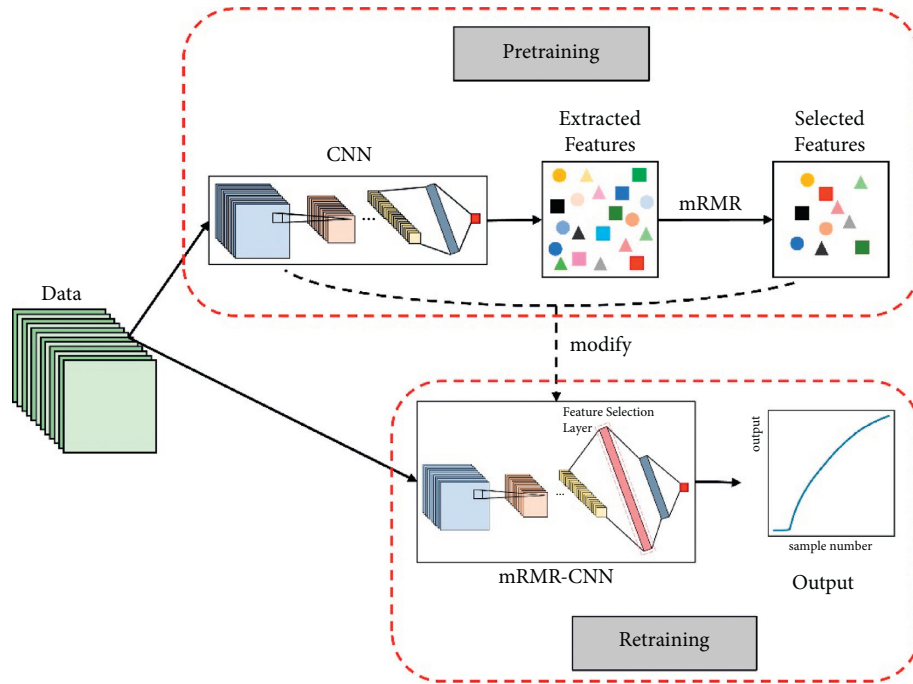 Pretraining
Extracted
Features
Selected
Features
CNN
...
mRMR
Data
modify
Feature Selection
Layer
...
mRMR-CNN
output
sample number
Output
Retraining